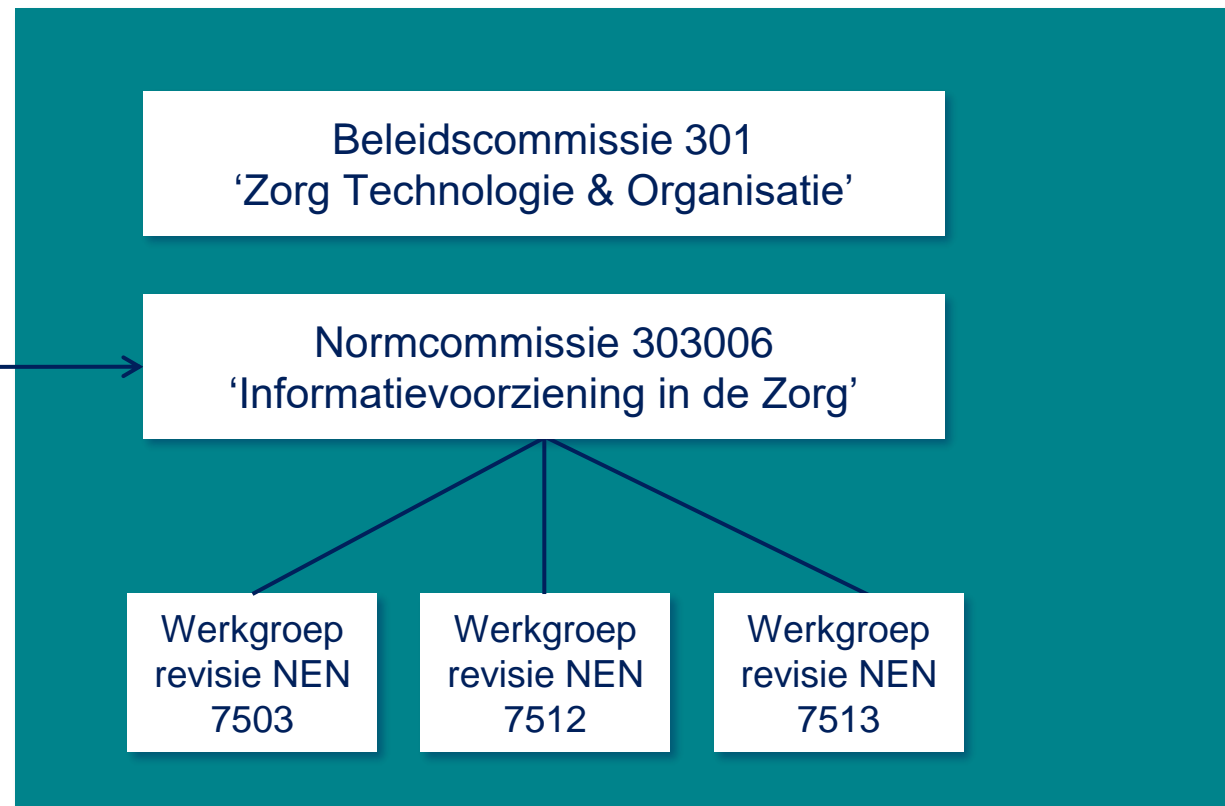 Beleidscommissie 301
‘Zorg Technologie & Organisatie’
Normcommissie 303006
‘Informatievoorziening in de Zorg’
Werkgroep
revisie NEN
7503
Werkgroep
revisie NEN
7512
Werkgroep
revisie NEN
7513